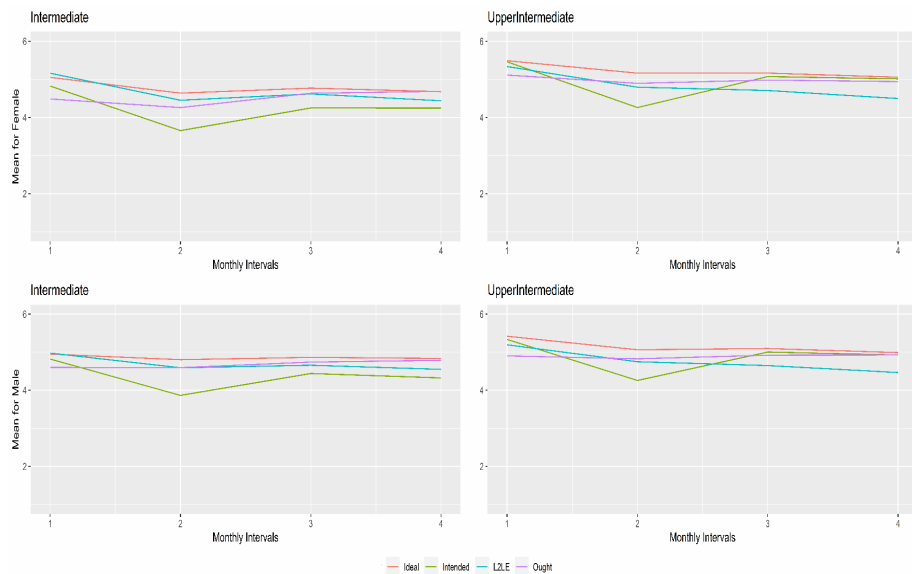 Intermediate
UpperIntermediate
Mean for Female
6
4
2
1 2 3 4
Monthly Intervals
6
4
2
1 2 3 4
Monthly Intervals
Intermediate
UpperIntermediate
Mean for Male
6
4
2
1 2 3 4
Monthly Intervals
6
4
2
1 2 3 4
Monthly Intervals
Ideal Intended L2LE Ought